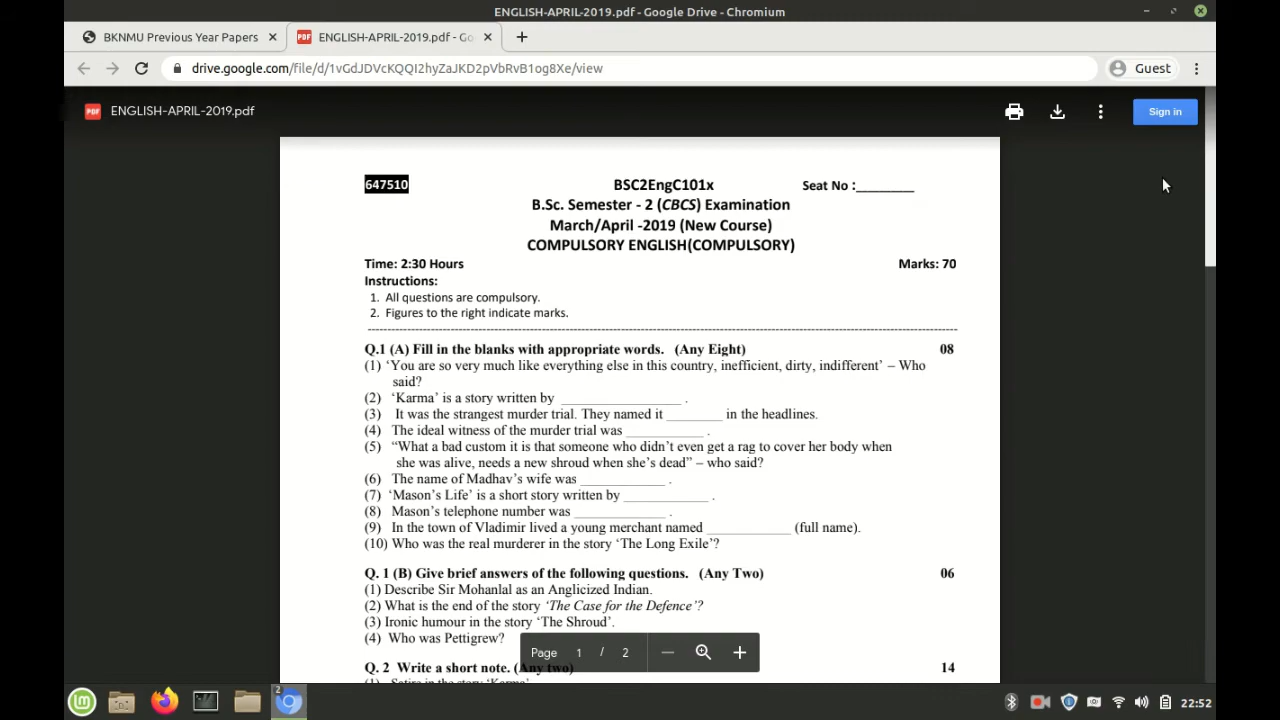 ENGLISH-APRIL-2019.pdf - Google Drive - Chromium
BKNMU Previous Year Papers
PDF ENGLISH-APRIL-2019.pdf - Go
drive.google.com/file/d/1vGdJDVcKQQI2hyZaJKD2pVbRvB1og8Xe/view
Guest
PDF ENGLISH-APRIL-2019.pdf
Sign in
647510 BSC2EngC101x Seat No :_________
B.Sc. Semester - 2 (CBCS) Examination
March/April -2019 (New Course)
COMPULSORY ENGLISH(COMPULSORY)
Time: 2:30 Hours Marks: 70
Instructions:
1. All questions are compulsory.
2. Figures to the right indicate marks.
Q.1 (A) Fill in the blanks with appropriate words. (Any Eight) 08
(1) ‘You are so very much like everything else in this country, inefficient, dirty, indifferent’ – Who
said?
(2) ‘Karma’ is a story written by _________________ .
(3) It was the strangest murder trial. They named it ________ in the headlines.
(4) The ideal witness of the murder trial was ___________ .
(5) “What a bad custom it is that someone who didn’t even get a rag to cover her body when
she was alive, needs a new shroud when she’s dead” – who said?
(6) The name of Madhav’s wife was ____________ .
(7) ‘Mason’s Life’ is a short story written by ____________ .
(8) Mason’s telephone number was _____________ .
(9) In the town of Vladimir lived a young merchant named ____________ (full name).
(10) Who was the real murderer in the story ‘The Long Exile’?
Q. 1 (B) Give brief answers of the following questions. (Any Two) 06
(1) Describe Sir Mohanlal as an Anglicized Indian.
(2) What is the end of the story ‘The Case for the Defence’?
(3) Ironic humour in the story ‘The Shroud’.
(4) Who was Pettigrew?
Page 1 / 2
Q. 2 Write a short note. (Any two) 14
(1) Satire in the story ‘Karma’
2
22:52